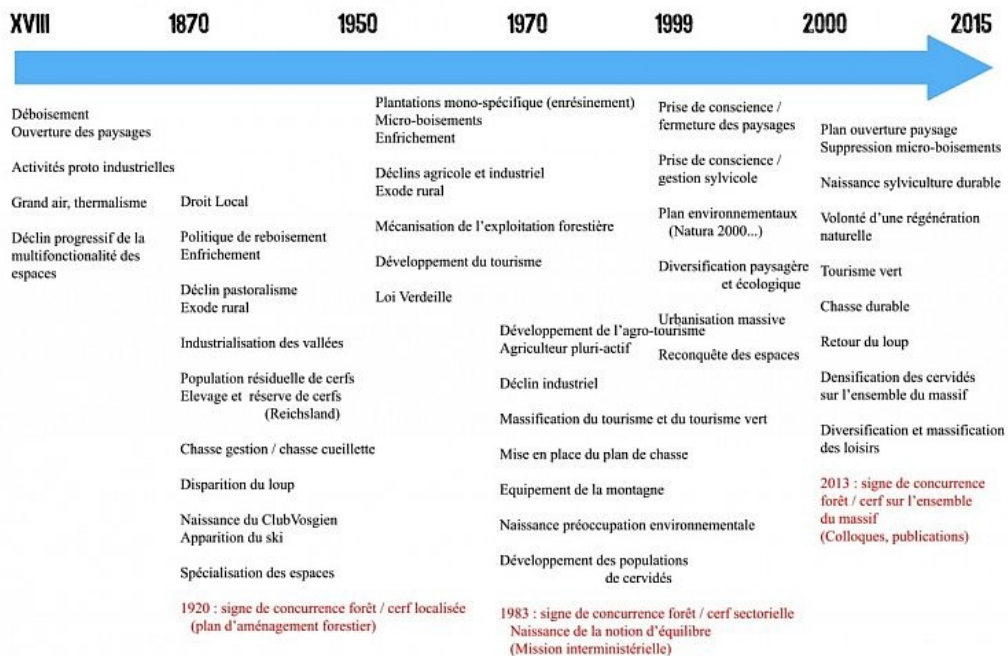 XVIII 1870 1950 1970 1999 2000 2015
Déboisement
Ouverture des paysages
Activités proto industrielles
Grand air, thermalisme
Déclin progressif de la
multifonctionalité des
espaces
Droit Local
Politique de reboisement
Enfrichement
Déclin pastoralisme
Exode rural
Industrialisation des vallées
Population résiduelle de cerfs
Elevage et réserve de cerfs
(Reichsland)
Chasse gestion / chasse cueillette
Disparition du loup
Naissance du ClubVosgien
Apparition du ski
Spécialisation des espaces
1920 : signe de concurrence forêt / cerf localisée
(plan d’aménagement forestier)
Plantations mono-spécifique (enrésinement)
Micro-boisements
Enfrichement
Déclins agricole et industriel
Exode rural
Mécanisation de l’exploitation forestière
Développement du tourisme
Loi Verdeille
Développement de l’agro-tourisme
Agriculteur pluri-actif
Déclin industriel
Massification du tourisme et du tourisme vert
Mise en place du plan de chasse
Equipement de la montagne
Naissance préoccupation environnementale
Développement des populations
de cervidés
1983 : signe de concurrence forêt / cerf sectorielle
Naissance de la notion d’équilibre
(Mission interministérielle)
Prise de conscience /
fermeture des paysages
Prise de conscience /
gestion sylvicole
Plan environnementaux
(Natura 2000...)
Diversification paysagère
et écologique
Urbanisation massive
Reconquête des espaces
Plan ouverture paysage
Suppression micro-boisements
Naissance sylviculture durable
Volonté d’une régénération
naturelle
Tourisme vert
Chasse durable
Retour du loup
Densification des cervidés
sur l’ensemble du massif
Diversification et massification
des loisirs
2013 : signe de concurrence
forêt / cerf sur l’ensemble
du massif
(Colloques, publications)